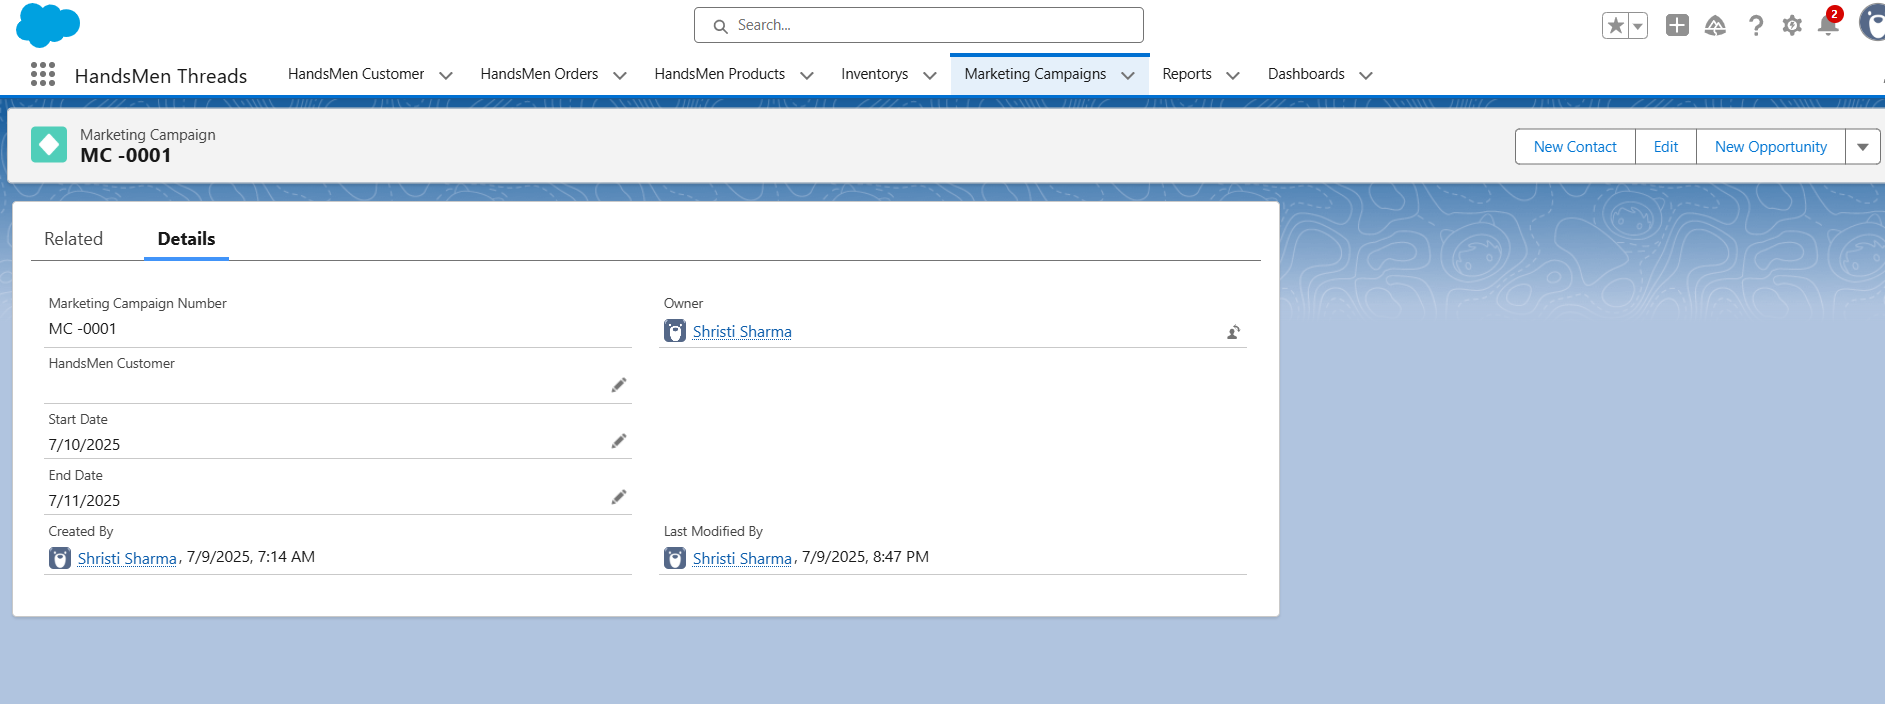 Search...
2
HandsMen Threads HandsMen Customer HandsMen Orders HandsMen Products Inventorys Marketing Campaigns Reports Dashboards
Marketing Campaign
MC -0001
New Contact Edit New Opportunity
Related Details
Marketing Campaign Number
MC -0001
Owner
Shristi Sharma
HandsMen Customer
Start Date
7/10/2025
End Date
7/11/2025
Created By
Shristi Sharma, 7/9/2025, 7:14 AM
Last Modified By
Shristi Sharma, 7/9/2025, 8:47 PM